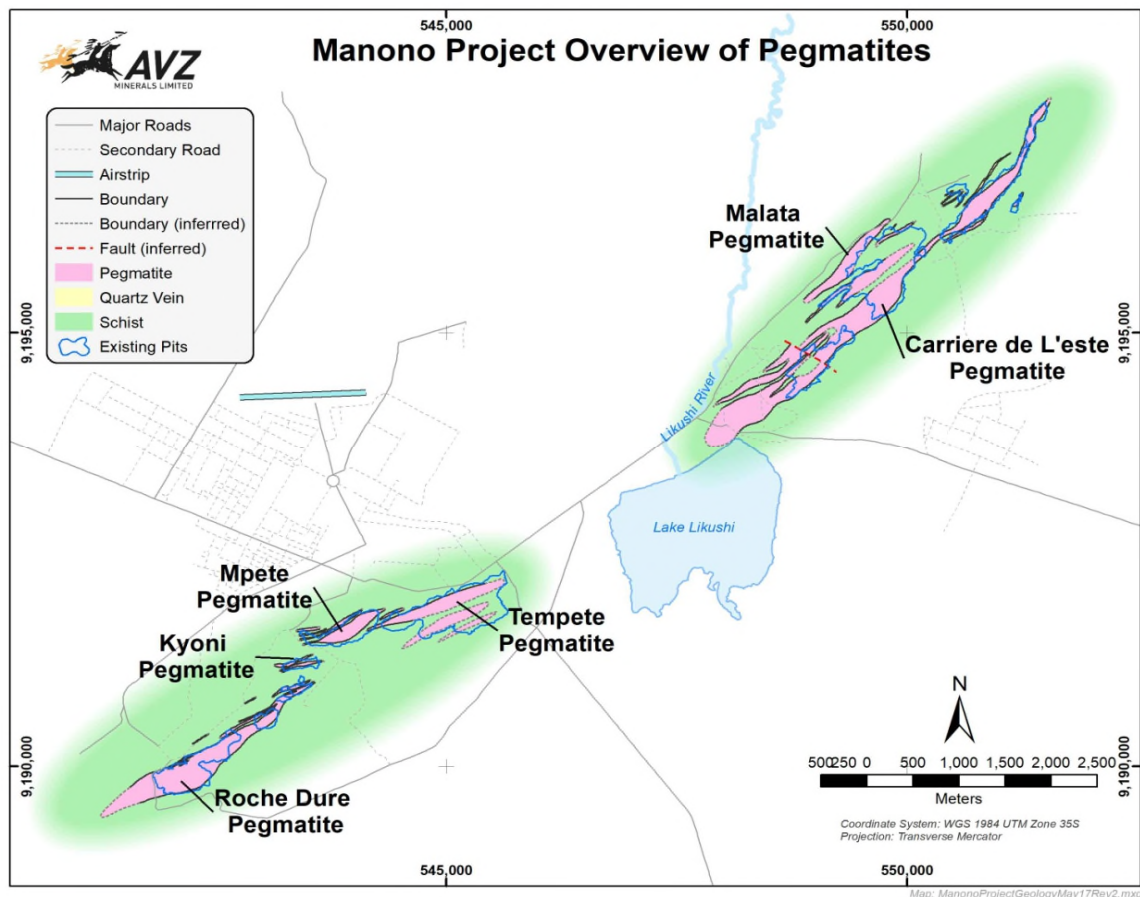 545,000
550,000
AVZ
MINERALS LIMITED
Manono Project Overview of Pegmatites
Major Roads
Secondary Road
Airstrip
Boundary
Boundary (inferrred)
Fault (inferred)
Pegmatite
Quartz Vein
Schist
Existing Pits
Malata
Pegmatite
9,195,000
9,195,000
Carriere de L'este
Pegmatite
Likushi River
Lake Likushi
Mpete
Pegmatite
Tempete
Pegmatite
Kyoni
Pegmatite
Roche Dure
Pegmatite
9,190,000
9,190,000
N
500 250 0 500 1,000 1,500 2,000 2,500
Meters
Coordinate System: WGS 1984 UTM Zone 35S
Projection: Transverse Mercator
545,000
550,000
Map: ManonoProjectGeologyMay17Rev2.mxd